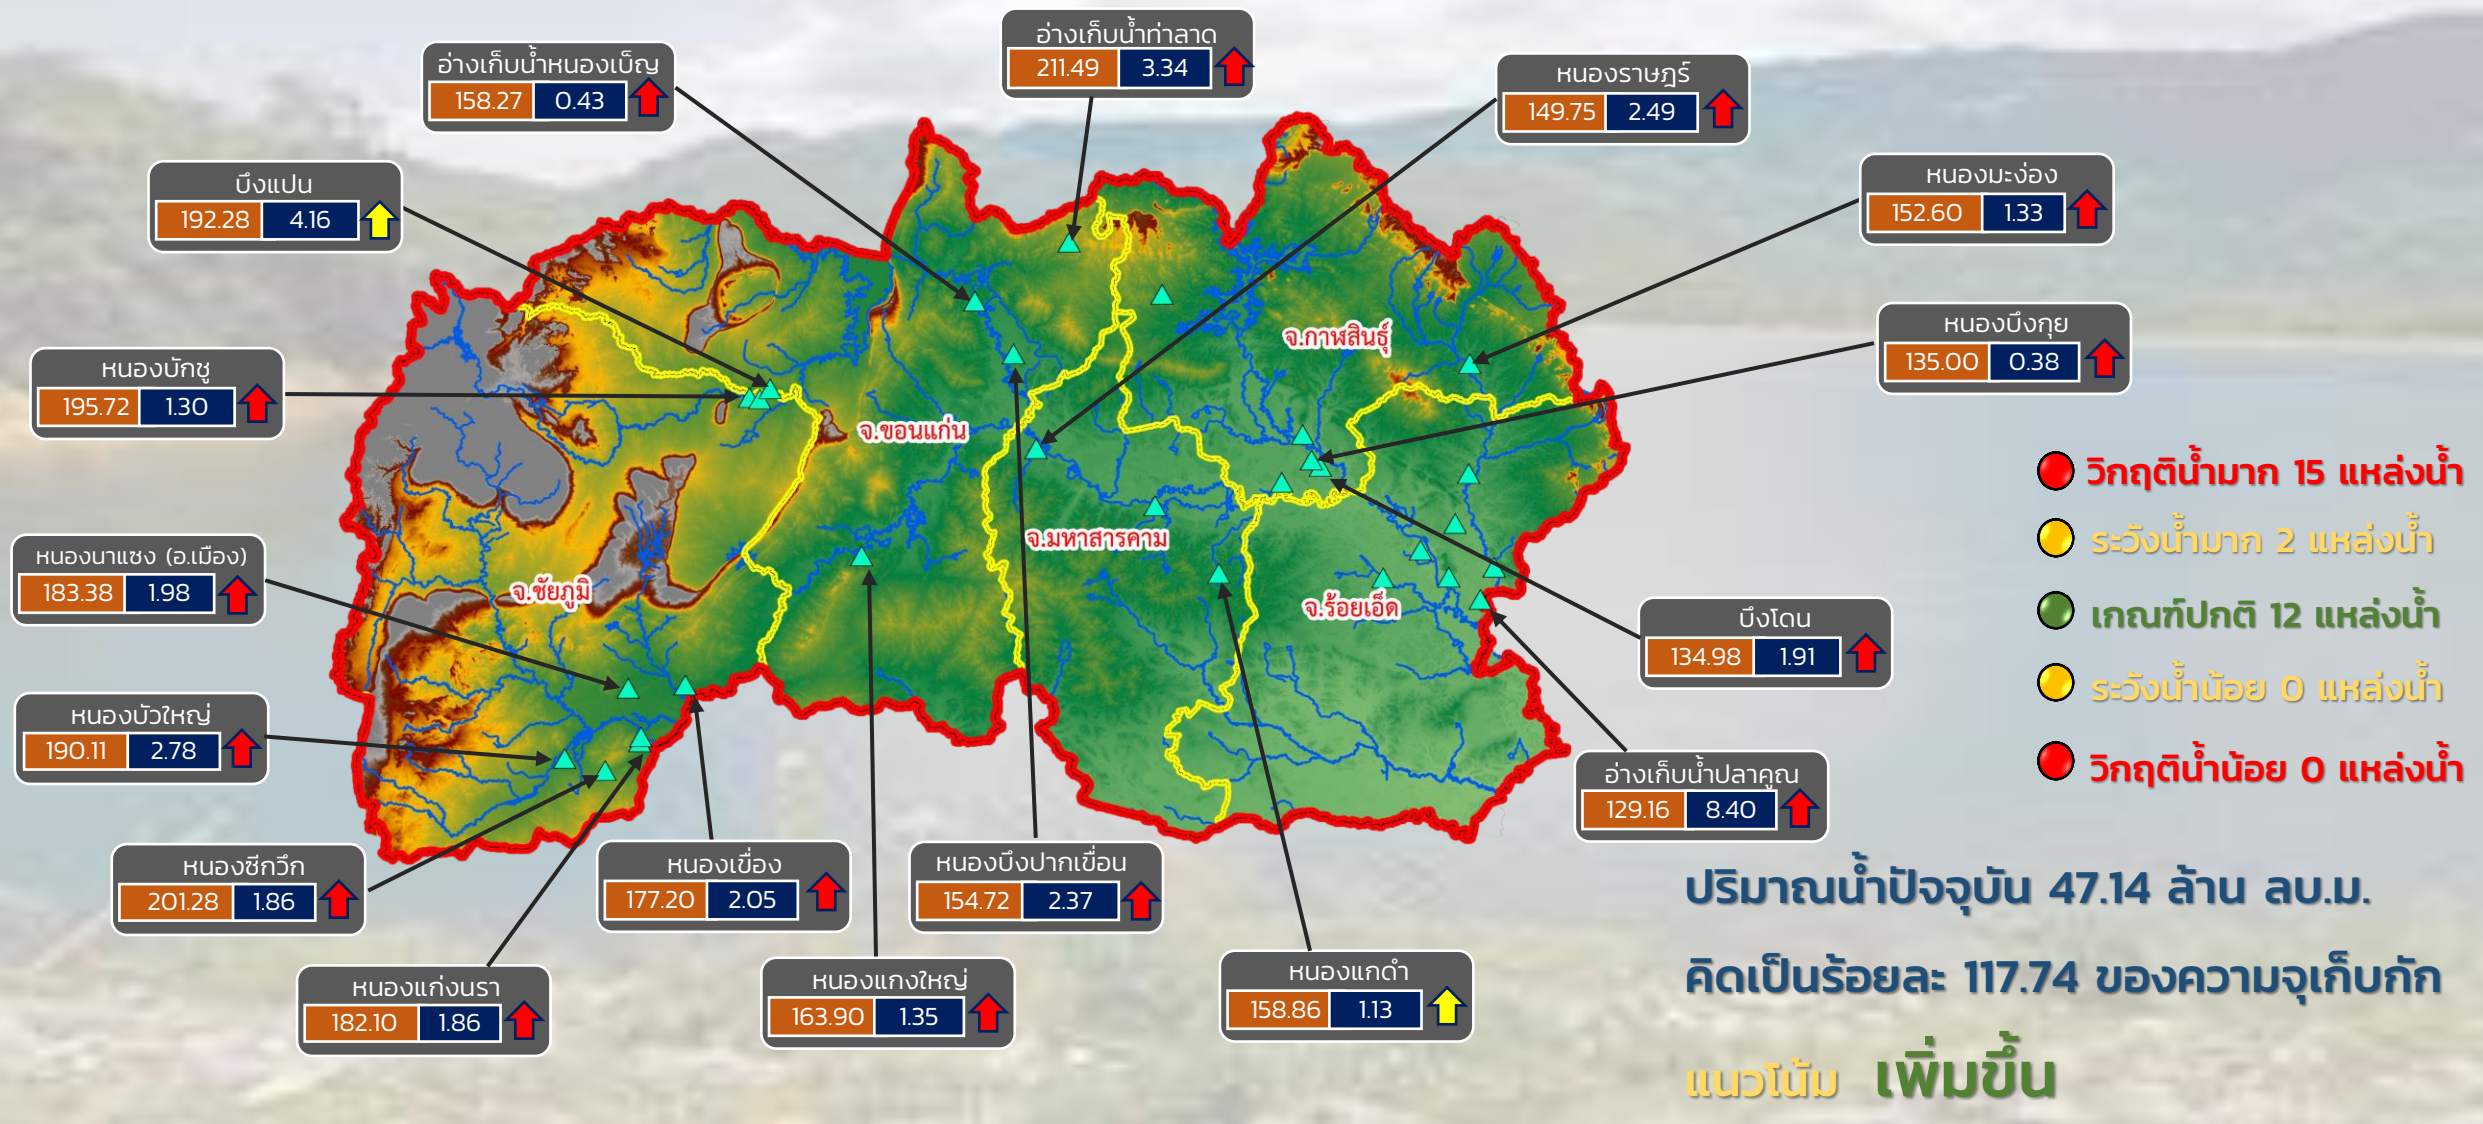 อ่างเก็บน้ำท่าลาด
211.49 3.34
อ่างเก็บน้ำหนองเบ็ญ
158.27 0.43
หนองราษฎร์
149.75 2.49
บึงแปน
192.28 4.16
หนองมะง่อง
152.60 1.33
หนองบึงกุย
135.00 0.38
หนองบักชู
195.72 1.30
จ.กาฬสินธุ์
จ.ขอนแก่น
จ.มหาสารคาม
จ.ชัยภูมิ
จ.ร้อยเอ็ด
หนองนาแซง (อ.เมือง)
183.38 1.98
บึงโดน
134.98 1.91
หนองบัวใหญ่
190.11 2.78
อ่างเก็บน้ำปลาคูณ
129.16 8.40
หนองซีกวึก
201.28 1.86
หนองเขื่อง
177.20 2.05
หนองบึงปากเขื่อน
154.72 2.37
หนองแก่งนรา
182.10 1.86
หนองแกงใหญ่
163.90 1.35
หนองแกดำ
158.86 1.13
วิกฤติน้ำมาก 15 แหล่งน้ำ
ระวังน้ำมาก 2 แหล่งน้ำ
เกณฑ์ปกติ 12 แหล่งน้ำ
ระวังน้ำน้อย 0 แหล่งน้ำ
วิกฤติน้ำน้อย 0 แหล่งน้ำ
ปริมาณน้ำปัจจุบัน 47.14 ล้าน ลบ.ม.
คิดเป็นร้อยละ 117.74 ของความจุเก็บกัก
แนวโน้ม เพิ่มขึ้น